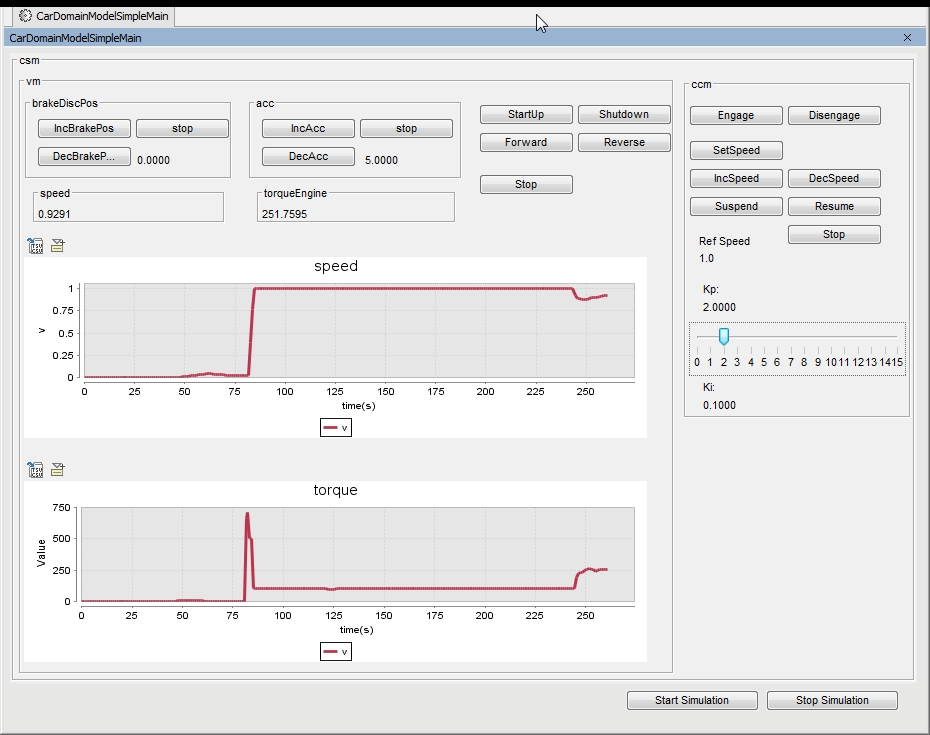 CarDomainModelSimpleMain
CarDomainModelSimpleMain
csm
vm
brakeDiscPos
IncBrakePos
stop
DecBrakeP...
0.0000
acc
IncAcc
stop
DecAcc
5.0000
StartUp
Shutdown
Forward
Reverse
Stop
speed
0.9291
torqueEngine
251.7595
TSV
CSV
speed
v
1
0.75
0.5
0.25
0
0 25 50 75 100 125 150 175 200 225 250
time(s)
v
TSV
CSV
torque
Value
750
500
250
0
0 25 50 75 100 125 150 175 200 225 250
time(s)
v
ccm
Engage
Disengage
SetSpeed
IncSpeed
DecSpeed
Suspend
Resume
Stop
Ref Speed
1.0
Kp:
2.0000
0 1 2 3 4 5 6 7 8 9 10 11 12 13 14 15
Ki:
0.1000
Start Simulation
Stop Simulation